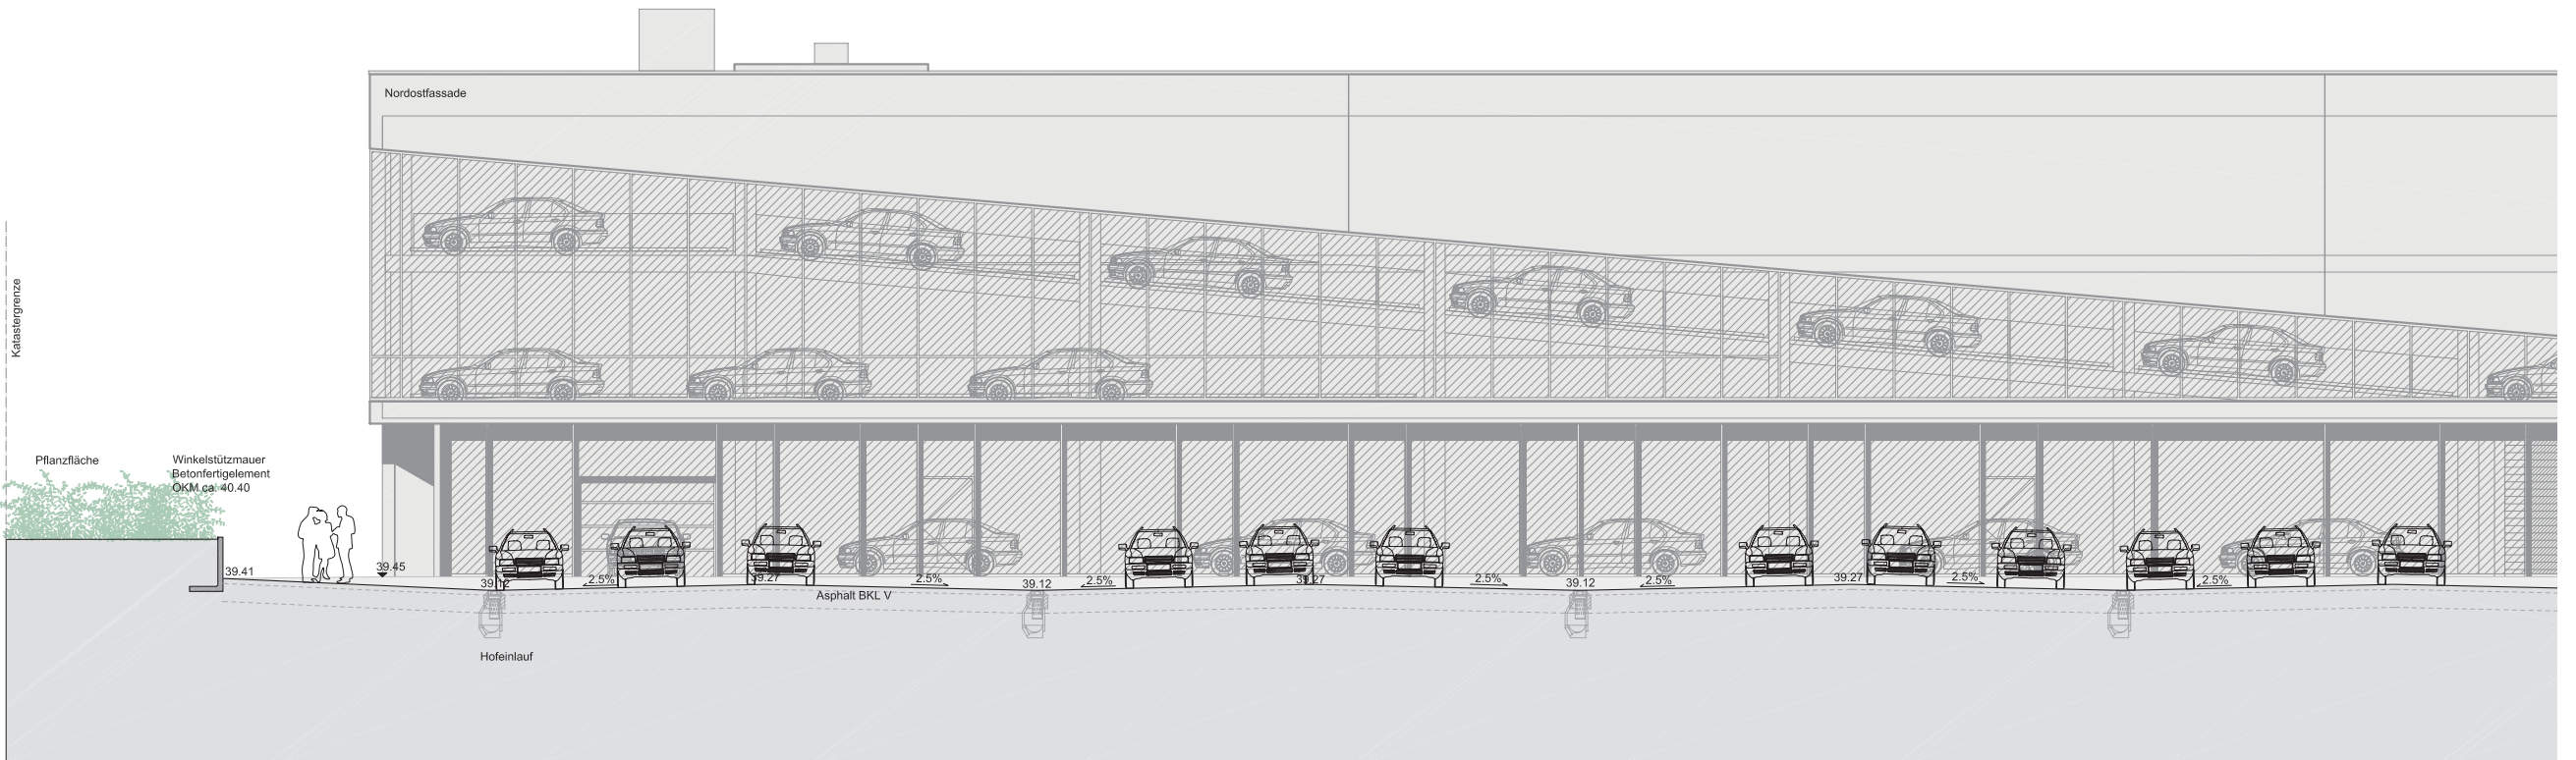 Nordostfassade
Katastergrenze
Pflanzfläche
Winkelstützmauer
Betonfertigelement
OKM ca. 40.40
39.41
39.45
39.12
2.5%
39.27
2.5%
39.12
2.5%
39.27
2.5%
39.12
2.5%
39.27
2.5%
2.5%
Asphalt BKL V
Hofeinlauf